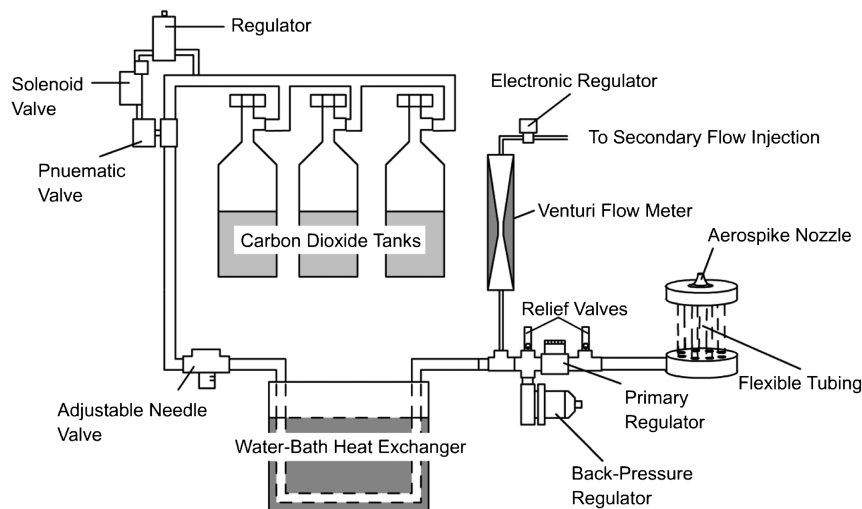 Regulator
Solenoid
Valve
Pnuematic
Valve
Electronic Regulator
To Secondary Flow Injection
Venturi Flow Meter
Carbon Dioxide Tanks
Aerospike Nozzle
Relief Valves
Flexible Tubing
Primary
Regulator
Adjustable Needle
Valve
Water-Bath Heat Exchanger
Back-Pressure
Regulator